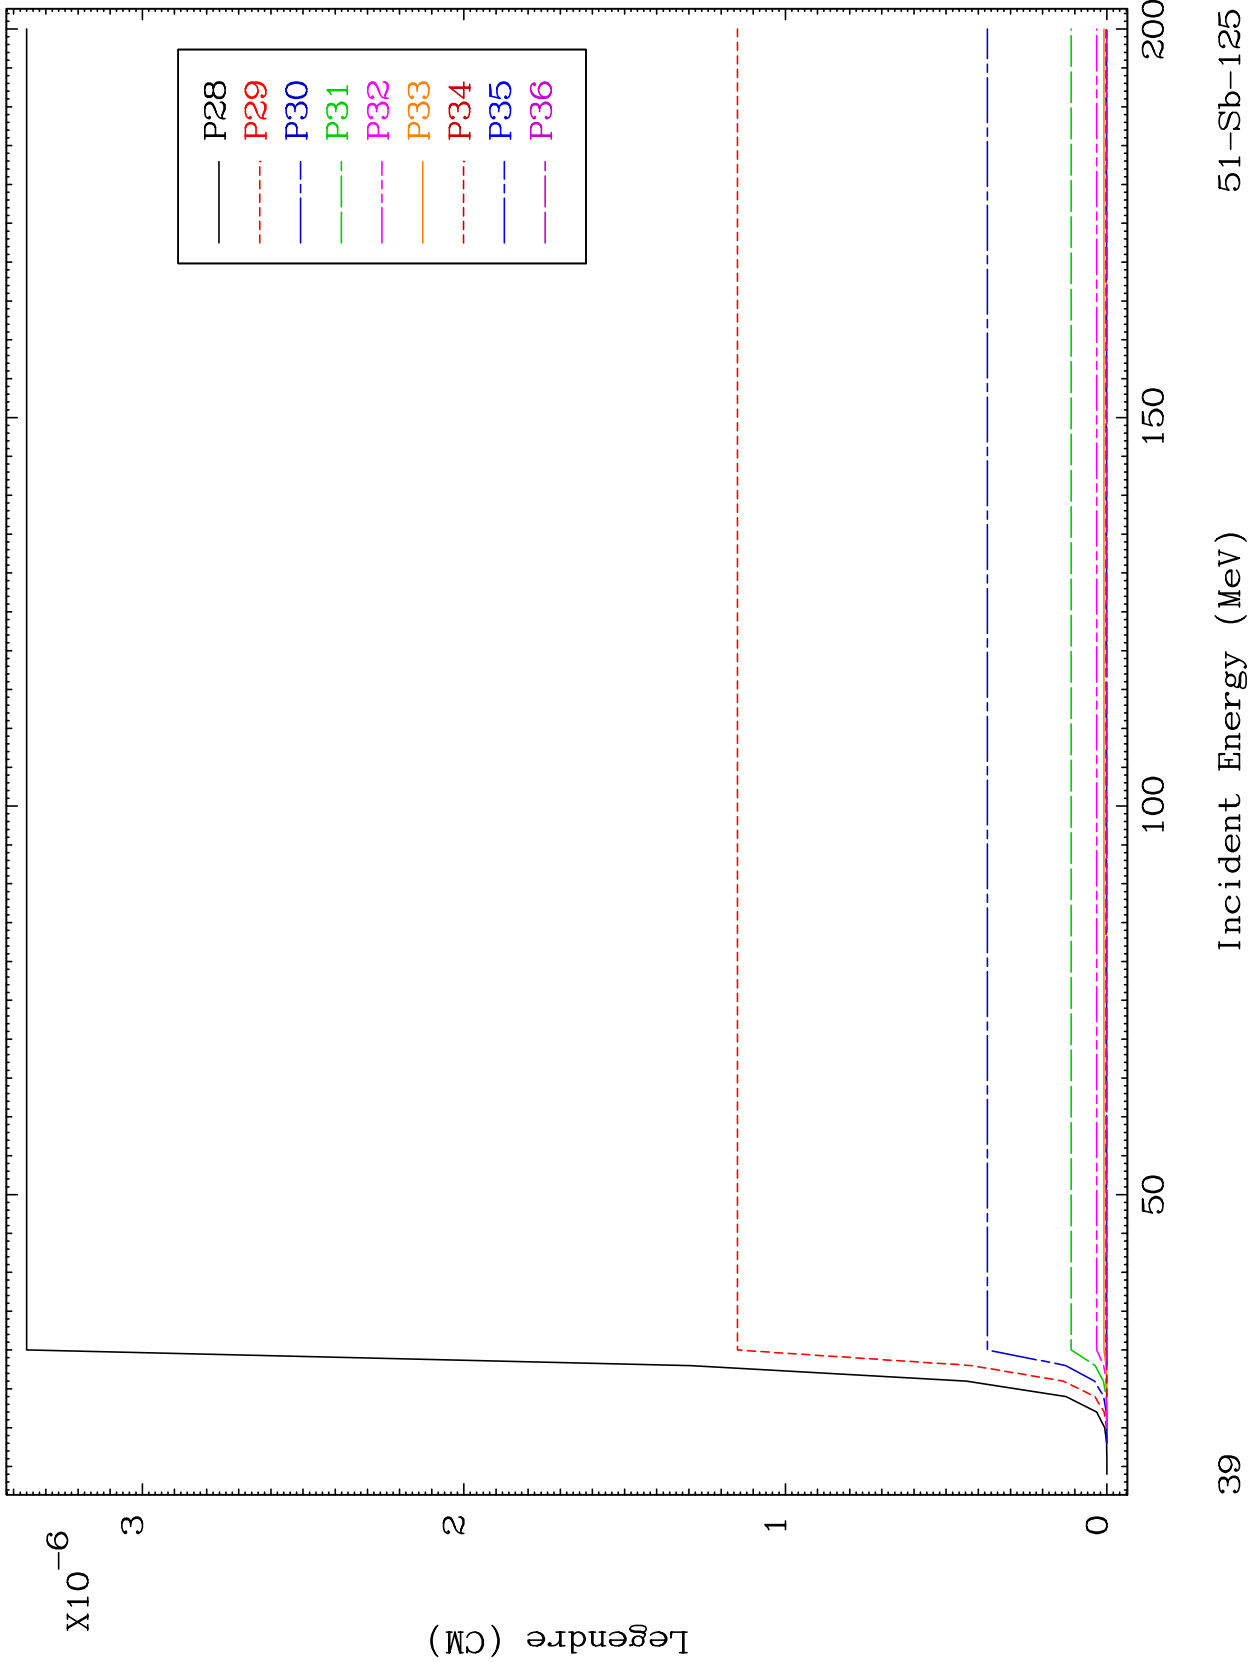 X10-6
Legendre (CM)
3
2
1
0
P28
P29
P30
P31
P32
P33
P34
P35
P36
50
100
150
200
Incident Energy (MeV)
39
51-Sb-125